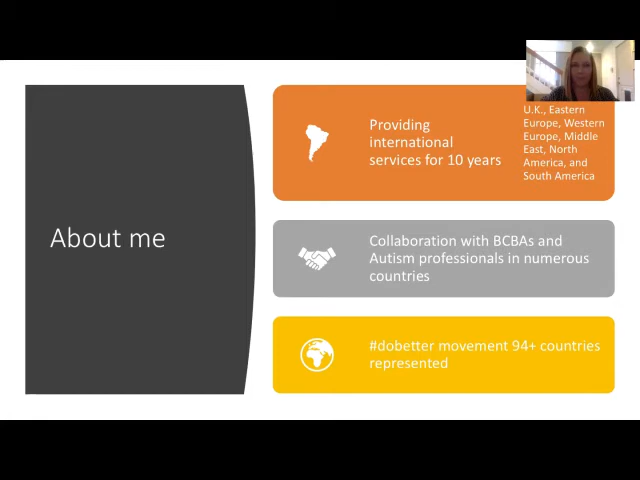 About me
Providing
international
services for 10 years
U.K., Eastern
Europe, Western
Europe, Middle
East, North
America, and
South America
Collaboration with BCBAs and
Autism professionals in numerous
countries
#dobetter movement 94+ countries
represented